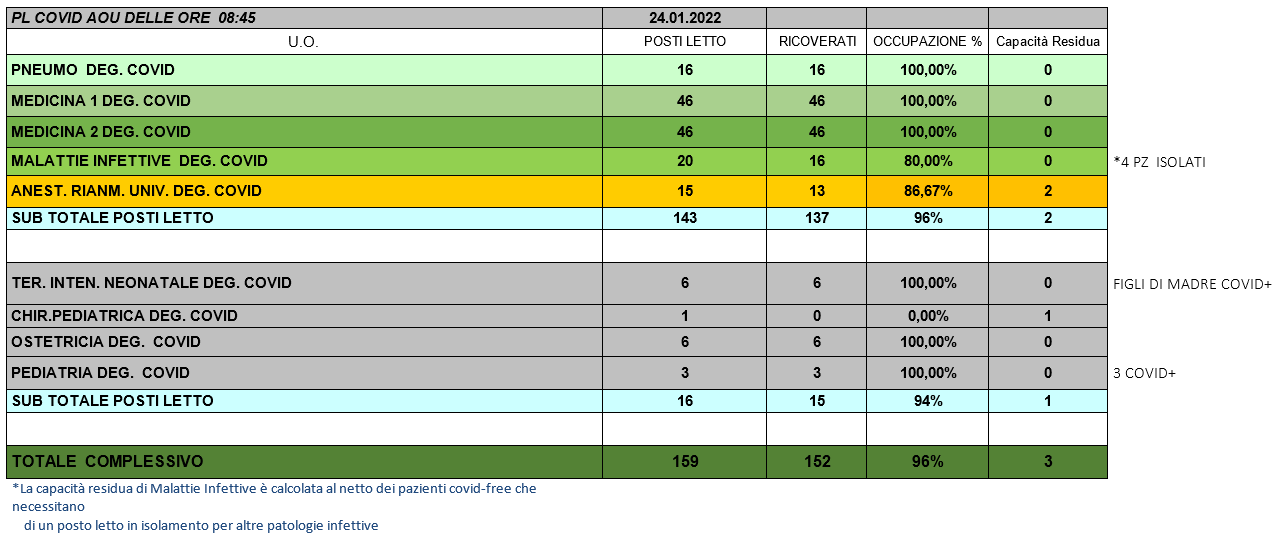 PL COVID AOU DELLE ORE 08:45 24.01.2022
U.O. POSTI LETTO RICOVERATI OCCUPAZIONE % Capacità Residua
PNEUMO DEG. COVID 16 16 100,00% 0
MEDICINA 1 DEG. COVID 46 46 100,00% 0
MEDICINA 2 DEG. COVID 46 46 100,00% 0
MALATTIE INFETTIVE DEG. COVID 20 16 80,00% 0 *4 PZ ISOLATI
ANEST. RIANM. UNIV. DEG. COVID 15 13 86,67% 2
SUB TOTALE POSTI LETTO 143 137 96% 2
TER. INTEN. NEONATALE DEG. COVID 6 6 100,00% 0 FIGLI DI MADRE COVID+
CHIR.PEDIATRICA DEG. COVID 1 0 0,00% 1
OSTETRICIA DEG. COVID 6 6 100,00% 0
PEDIATRIA DEG. COVID 3 3 100,00% 0 3 COVID+
SUB TOTALE POSTI LETTO 16 15 94% 1
TOTALE COMPLESSIVO 159 152 96% 3
*La capacità residua di Malattie Infettive è calcolata al netto dei pazienti covid-free che
necessitano
di un posto letto in isolamento per altre patologie infettive